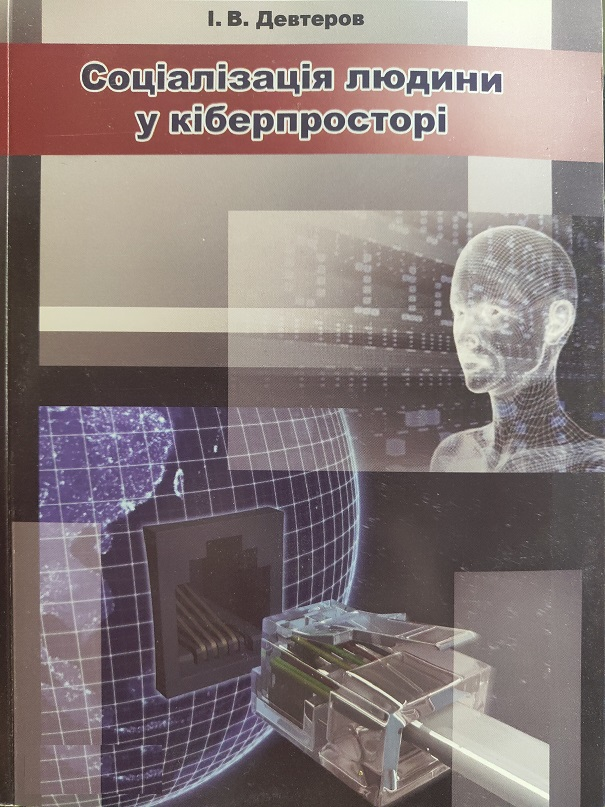 І. В. Девтеров
Соціалізація людини
у кіберпросторі